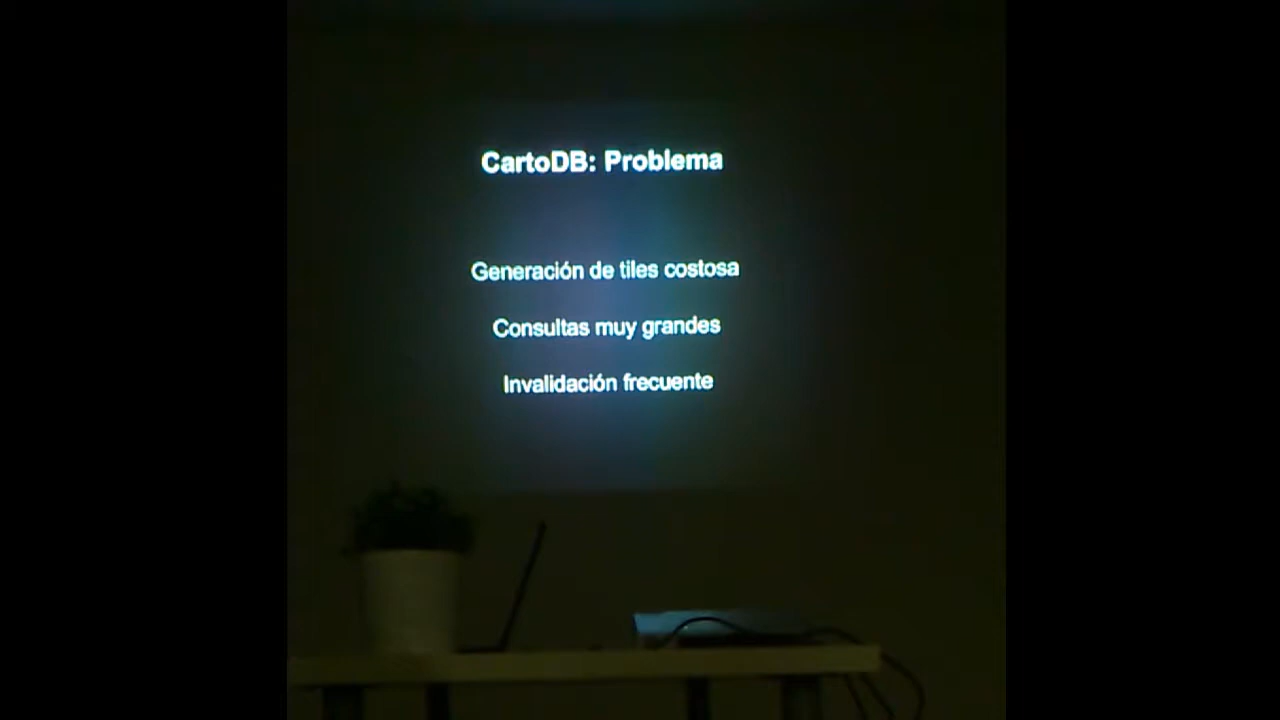 CartoDB: Problema
Generación de tiles costosa
Consultas muy grandes
Invalidación frecuente